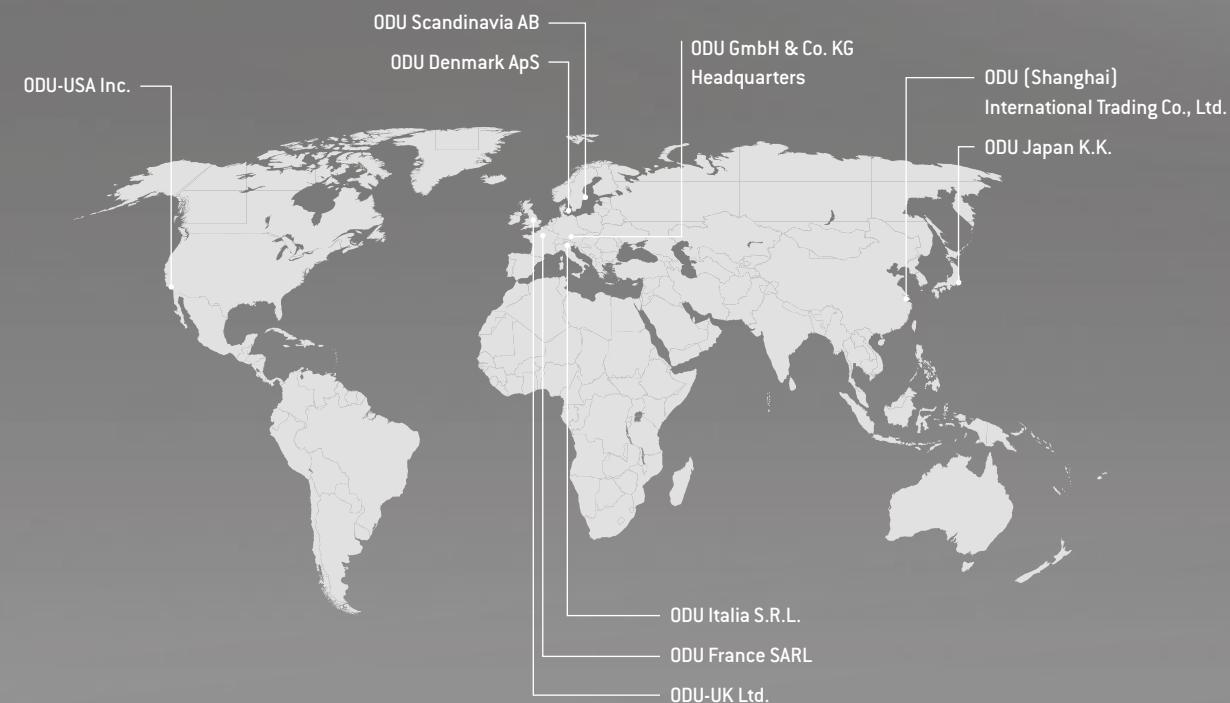 ODU Scandinavia AB
ODU Denmark ApS
ODU-USA Inc.
ODU GmbH & Co. KG
Headquarters
ODU (Shanghai)
International Trading Co., Ltd.
ODU Japan K.K.
ODU Italia S.R.L.
ODU France SARL
ODU-UK Ltd.